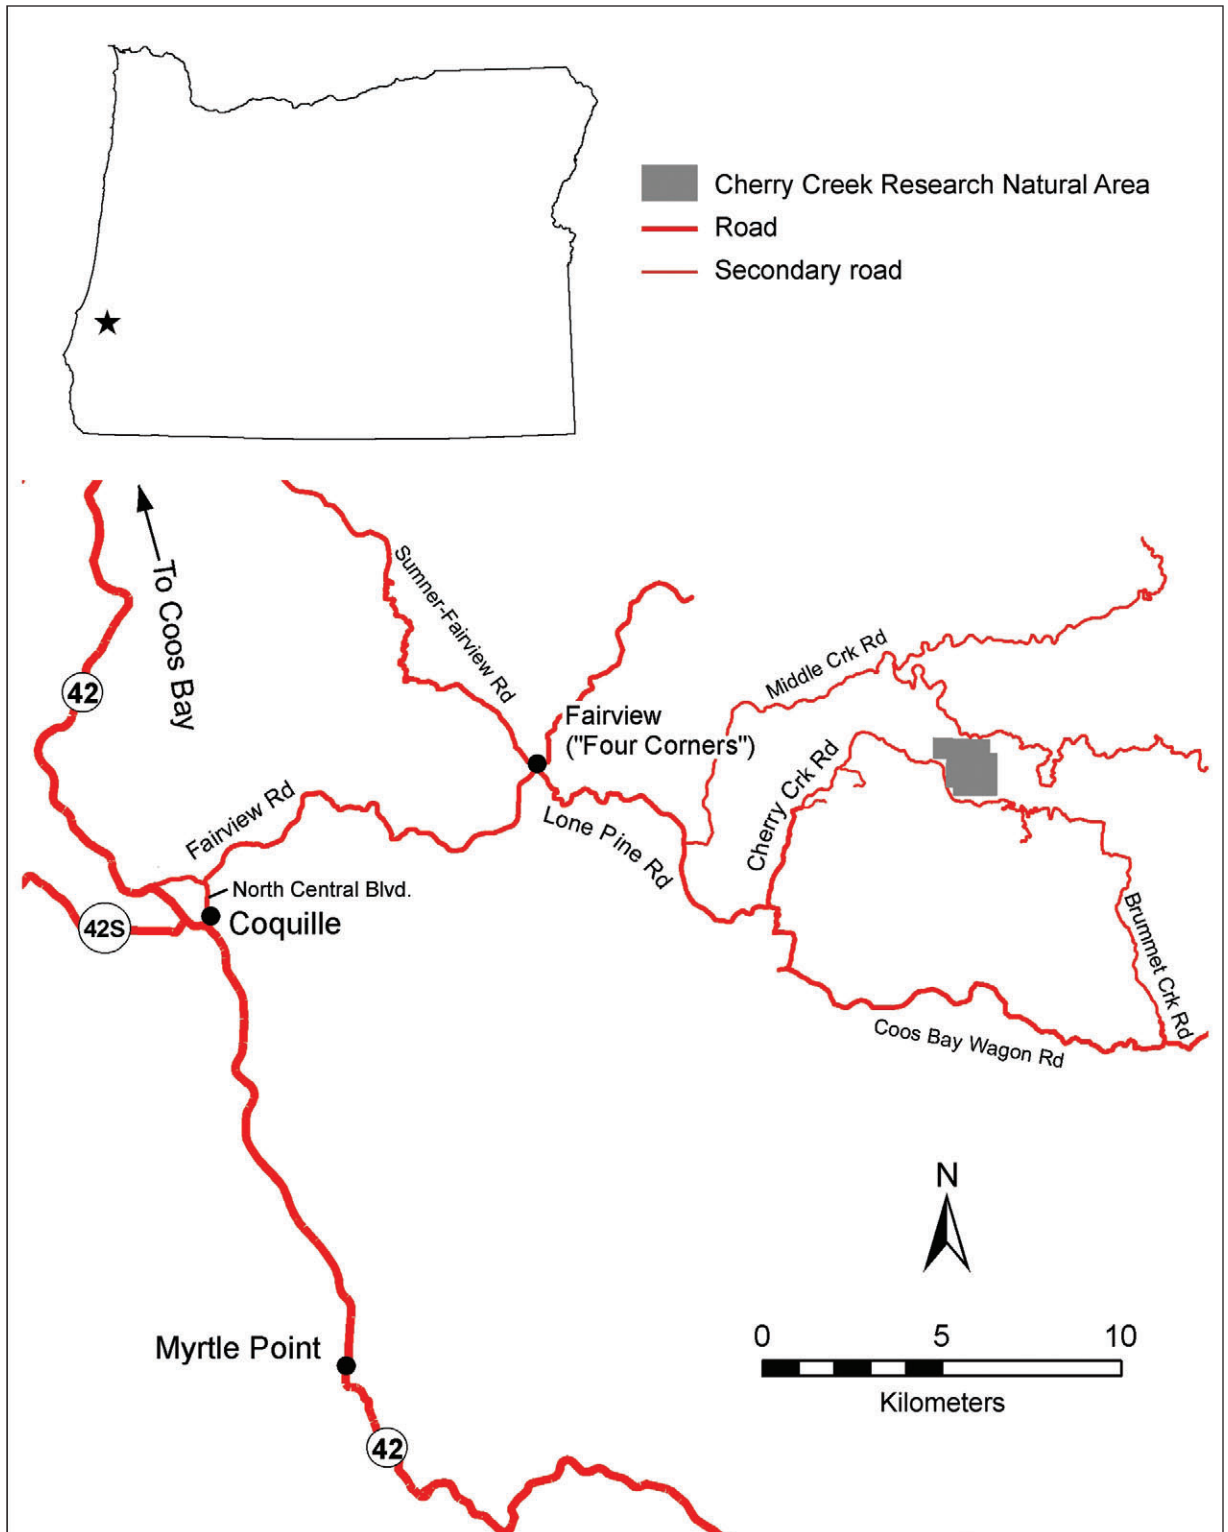 Cherry Creek Research Natural Area
Road
Secondary road
To Coos Bay
Sumner-Fairview Rd
42
Middle Crk Rd
Fairview
("Four Corners")
Cherry Crk Rd
Fairview Rd
Lone Pine Rd
North Central Blvd.
42S
Coquille
Brummet Crk Rd
Coos Bay Wagon Rd
N
0 5 10
Kilometers
Myrtle Point
42